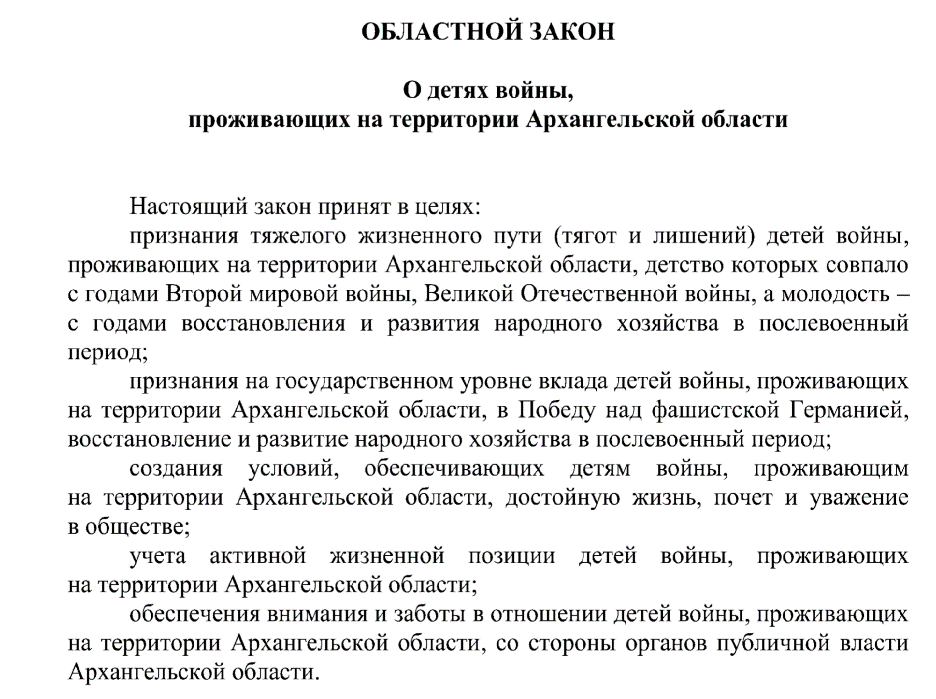 ОБЛАСТНОЙ ЗАКОН
О детях войны,
проживающих на территории Архангельской области
Настоящий закон принят в целях:
признания тяжелого жизненного пути (тягот и лишений) детей войны,
проживающих на территории Архангельской области, детство которых совпало
с годами Второй мировой войны, Великой Отечественной войны, а молодость –
с годами восстановления и развития народного хозяйства в послевоенный
период;
признания на государственном уровне вклада детей войны, проживающих
на территории Архангельской области, в Победу над фашистской Германией,
восстановление и развитие народного хозяйства в послевоенный период;
создания условий, обеспечивающих детям войны, проживающим
на территории Архангельской области, достойную жизнь, почет и уважение
в обществе;
учета активной жизненной позиции детей войны, проживающих
на территории Архангельской области;
обеспечения внимания и заботы в отношении детей войны, проживающих
на территории Архангельской области, со стороны органов публичной власти
Архангельской области.